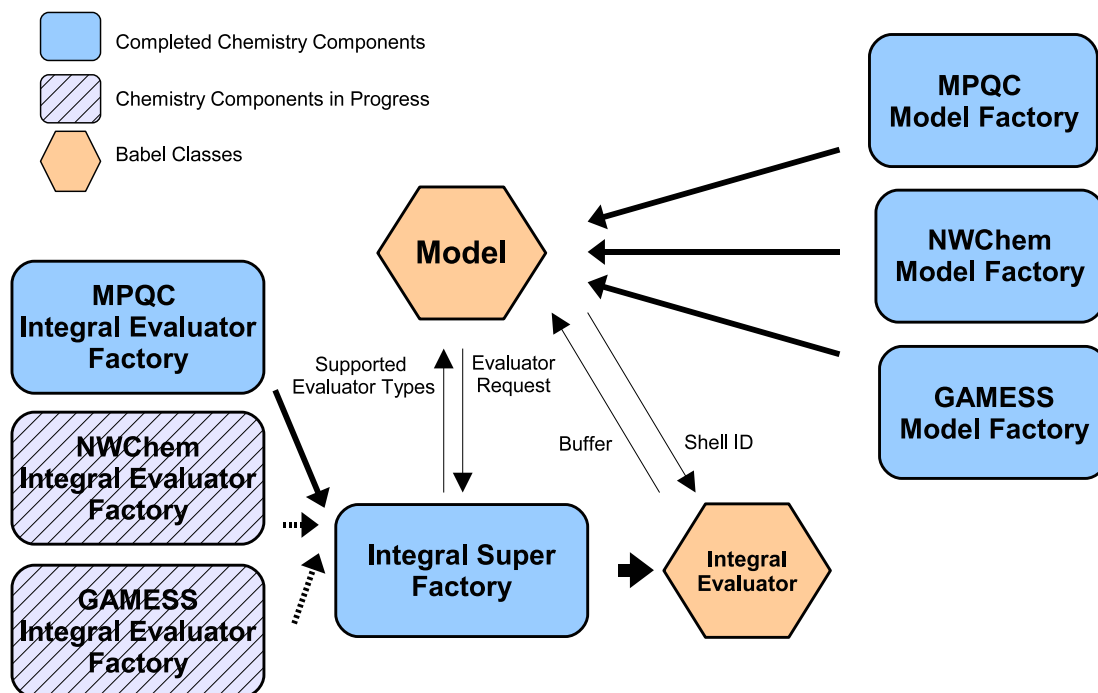 Completed Chemistry Components
Chemistry Components in Progress
Babel Classes
MPQC
Model Factory
NWChem
Model Factory
GAMESS
Model Factory
Model
MPQC
Integral Evaluator
Factory
NWChem
Integral Evaluator
Factory
GAMESS
Integral Evaluator
Factory
Supported
Evaluator Types
Evaluator
Request
Buffer
Shell ID
Integral Super
Factory
Integral
Evaluator